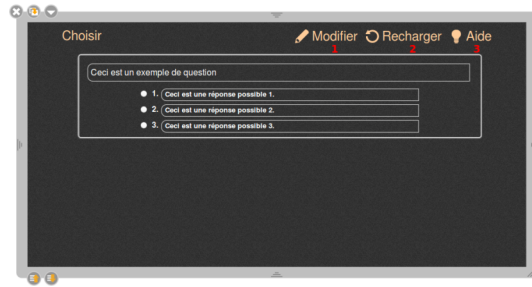 Choisir Modifier Recharger Aide
1 2 3
Ceci est un exemple de question
1. Ceci est une réponse possible 1.
2. Ceci est une réponse possible 2.
3. Ceci est une réponse possible 3.